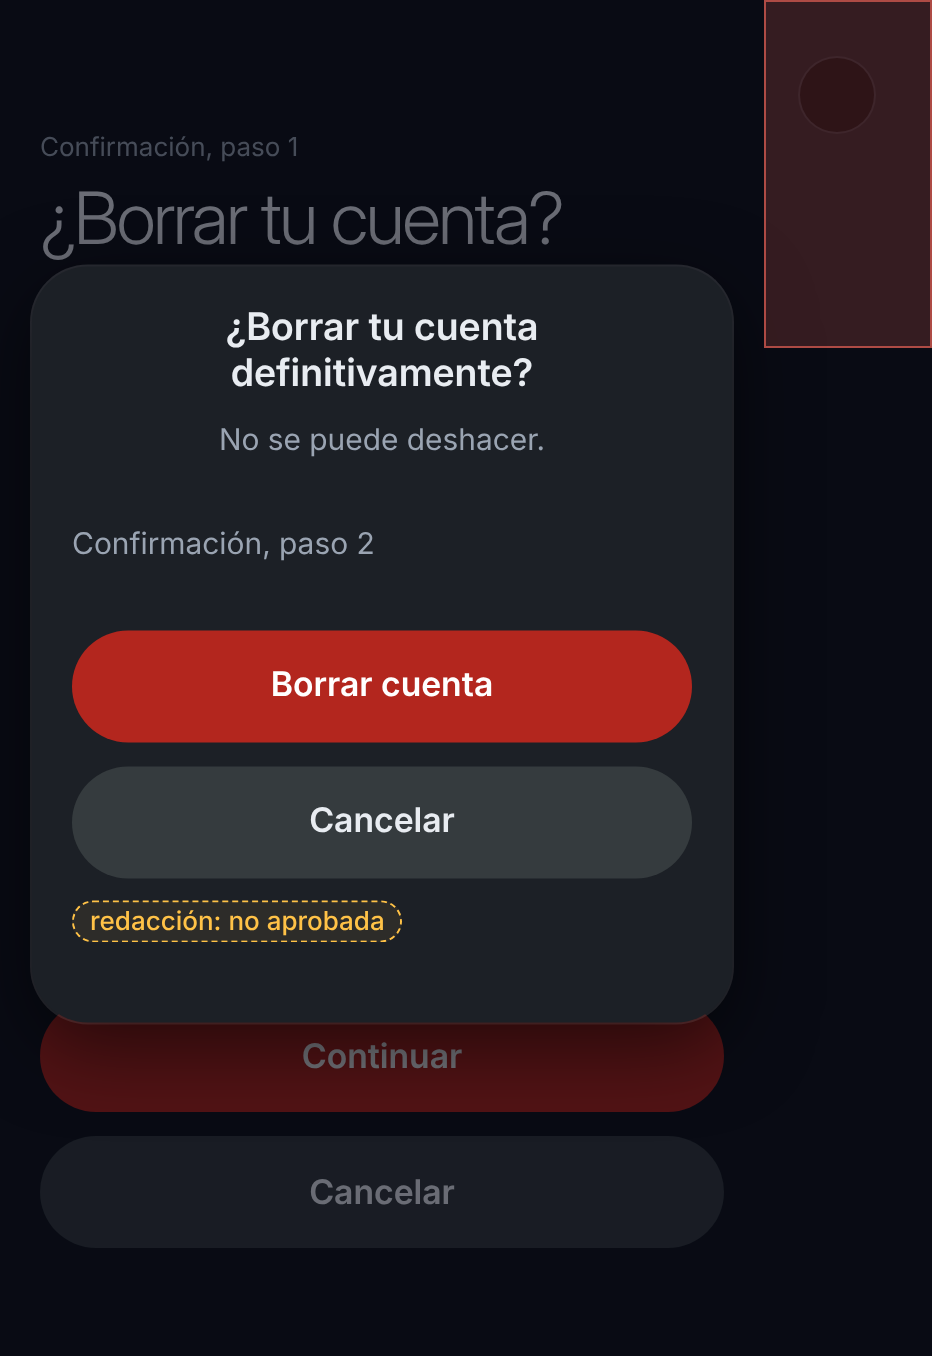 Confirmación, paso 1
¿Borrar tu cuenta?
¿Borrar tu cuenta
definitivamente?
No se puede deshacer.
Confirmación, paso 2
Borrar cuenta
Cancelar
redacción: no aprobada
Continuar
Cancelar